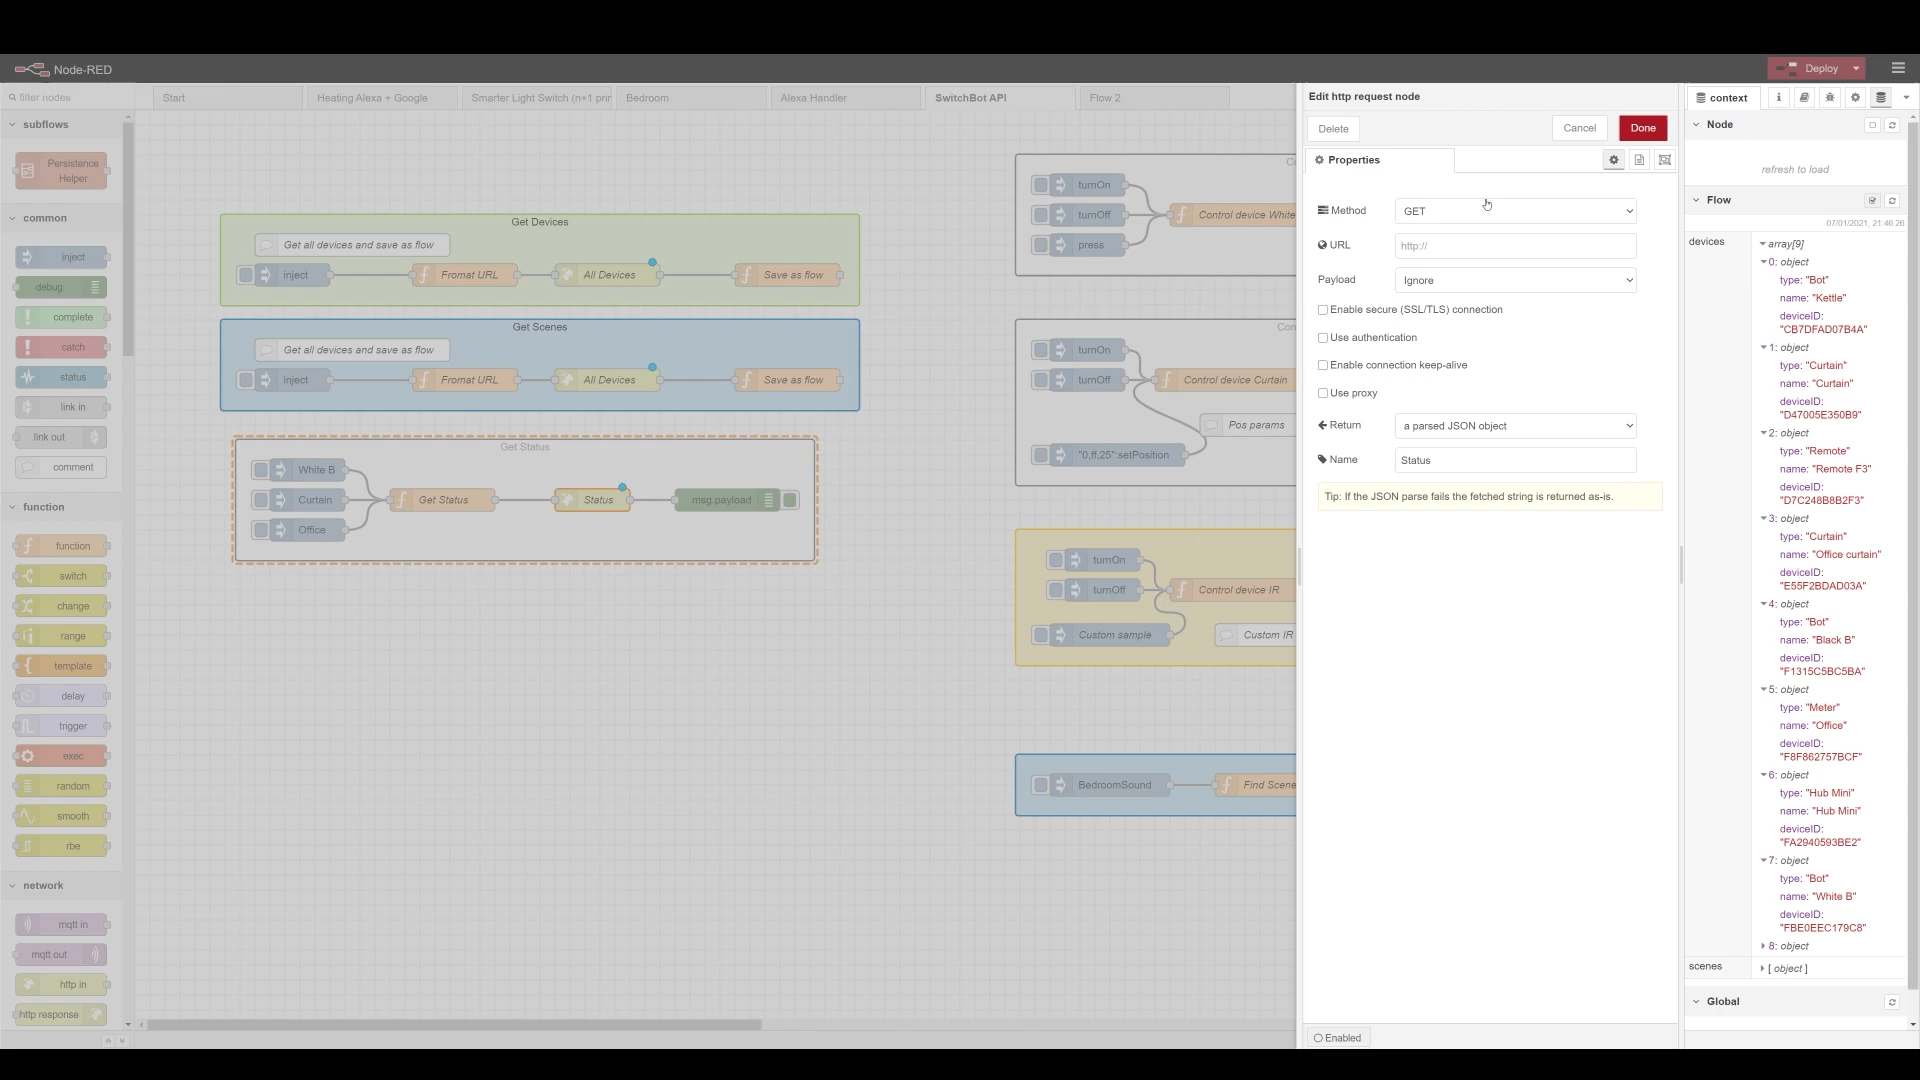 Node-RED
Deploy
filter nodes
Start
Heating Alexa + Google
Smarter Light Switch (n+1 prir
Bedroom
Alexa Handler
SwitchBot API
Flow 2
subflows
Persistence
Helper
common
inject
debug
complete
catch
status
link in
link out
comment
function
function
switch
change
range
template
delay
trigger
exec
random
smooth
rbe
network
mqtt in
mqtt out
http in
http response
Get Devices
Get all devices and save as flow
inject
Fromat URL
All Devices
Save as flow
Get Scenes
Get all devices and save as flow
inject
Fromat URL
All Devices
Save as flow
Get Status
White B
Curtain
Office
Get Status
Status
msg.payload
turnOn
turnOff
press
Control device White
turnOn
turnOff
Control device Curtain
Pos params
"0,ff,25":setPosition
turnOn
turnOff
Control device IR
Custom sample
Custom IR
BedroomSound
Find Scene
Edit http request node
Delete
Cancel
Done
Properties
Method
GET
URL
http://
Payload
Ignore
Enable secure (SSL/TLS) connection
Use authentication
Enable connection keep-alive
Use proxy
Return
a parsed JSON object
Name
Status
Tip: If the JSON parse fails the fetched string is returned as-is.
Enabled
context
Node
refresh to load
Flow
07/01/2021, 21:46:26
devices
array[9]
0: object
type: "Bot"
name: "Kettle"
deviceID:
"CB7DFAD07B4A"
1: object
type: "Curtain"
name: "Curtain"
deviceID:
"D47005E350B9"
2: object
type: "Remote"
name: "Remote F3"
deviceID:
"D7C248B8B2F3"
3: object
type: "Curtain"
name: "Office curtain"
deviceID:
"E55F2BDAD03A"
4: object
type: "Bot"
name: "Black B"
deviceID:
"F1315C5BC5BA"
5: object
type: "Meter"
name: "Office"
deviceID:
"F8F862757BCF"
6: object
type: "Hub Mini"
name: "Hub Mini"
deviceID:
"FA2940593BE2"
7: object
type: "Bot"
name: "White B"
deviceID:
"FBE0EEC179C8"
8: object
scenes
[ object ]
Global